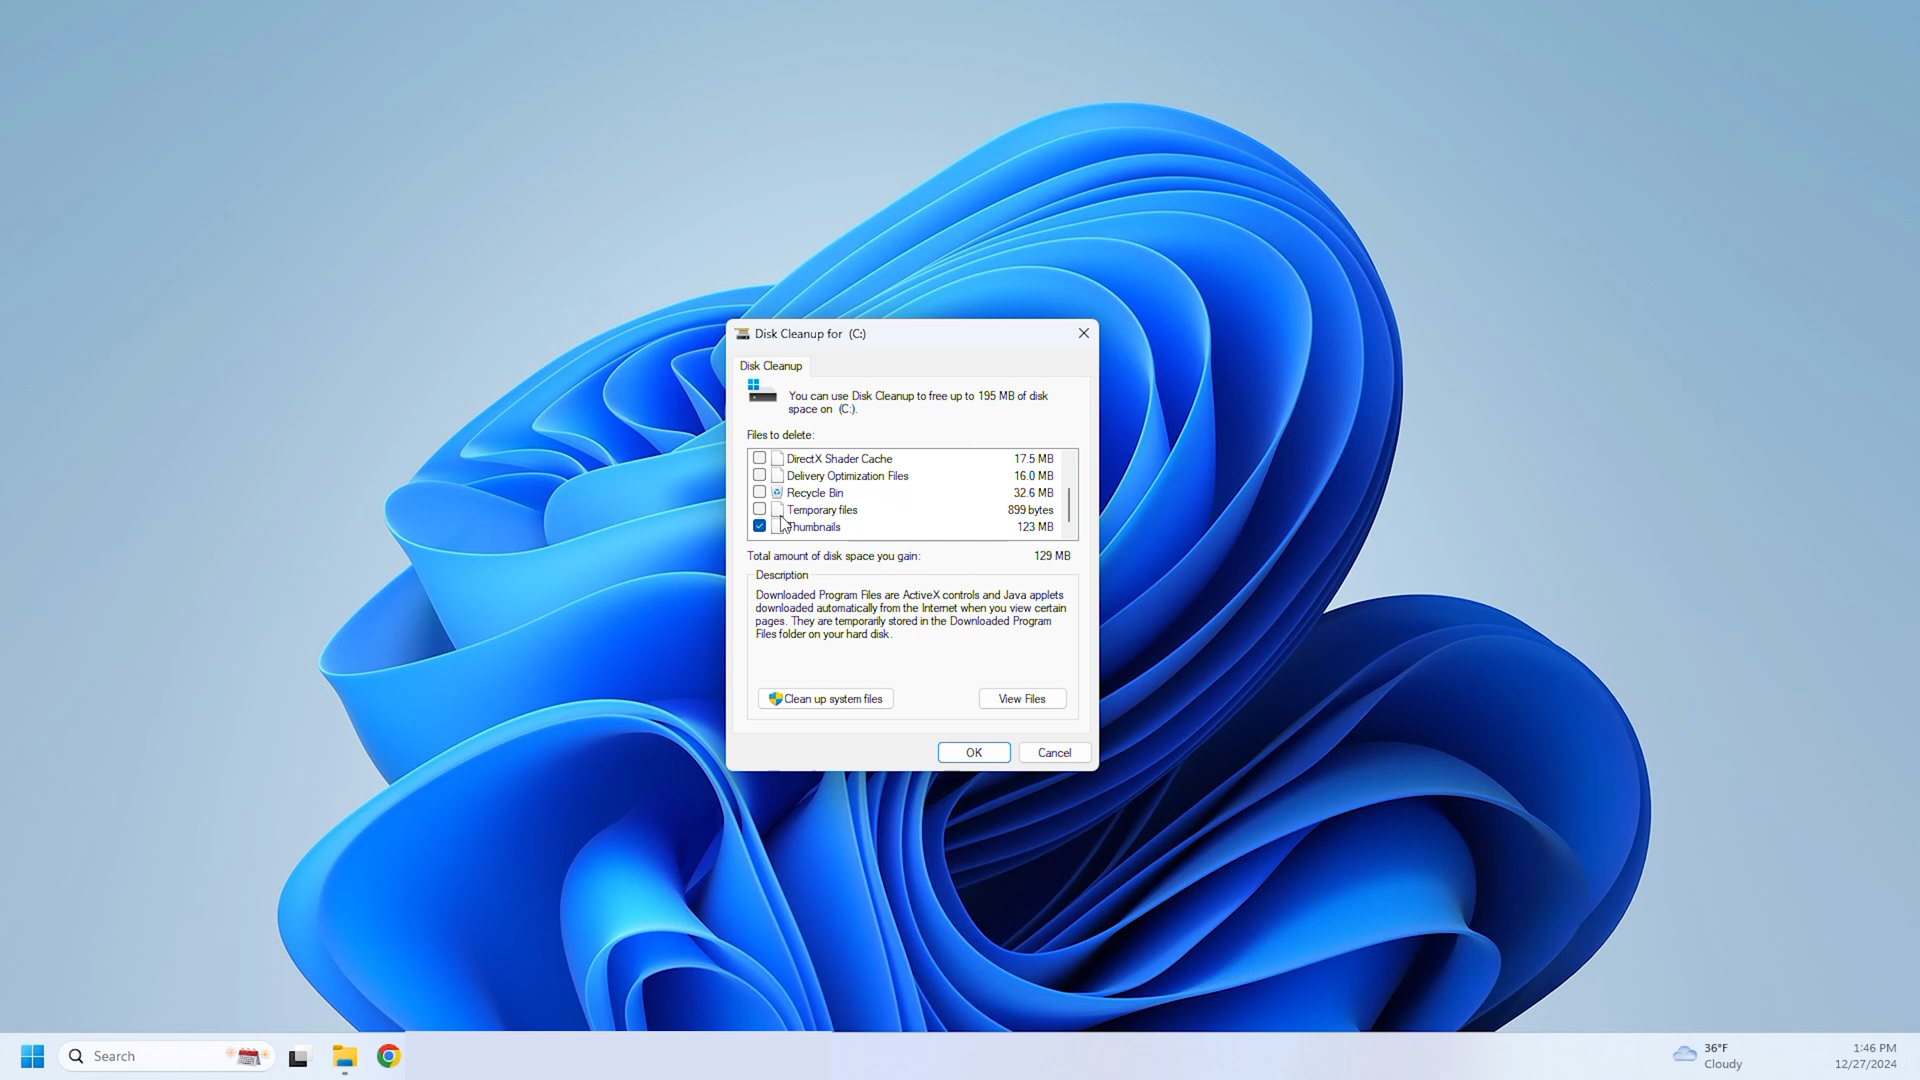 Disk Cleanup for (C:)
Disk Cleanup
You can use Disk Cleanup to free up to 195 MB of disk
space on (C:).
Files to delete:
DirectX Shader Cache 17.5 MB
Delivery Optimization Files 16.0 MB
Recycle Bin 32.6 MB
Temporary files 899 bytes
Thumbnails 123 MB
Total amount of disk space you gain: 129 MB
Description
Downloaded Program Files are ActiveX controls and Java applets
downloaded automatically from the Internet when you view certain
pages. They are temporarily stored in the Downloaded Program
Files folder on your hard disk.
Clean up system files View Files
OK Cancel
Search
36°F
Cloudy
1:46 PM
12/27/2024